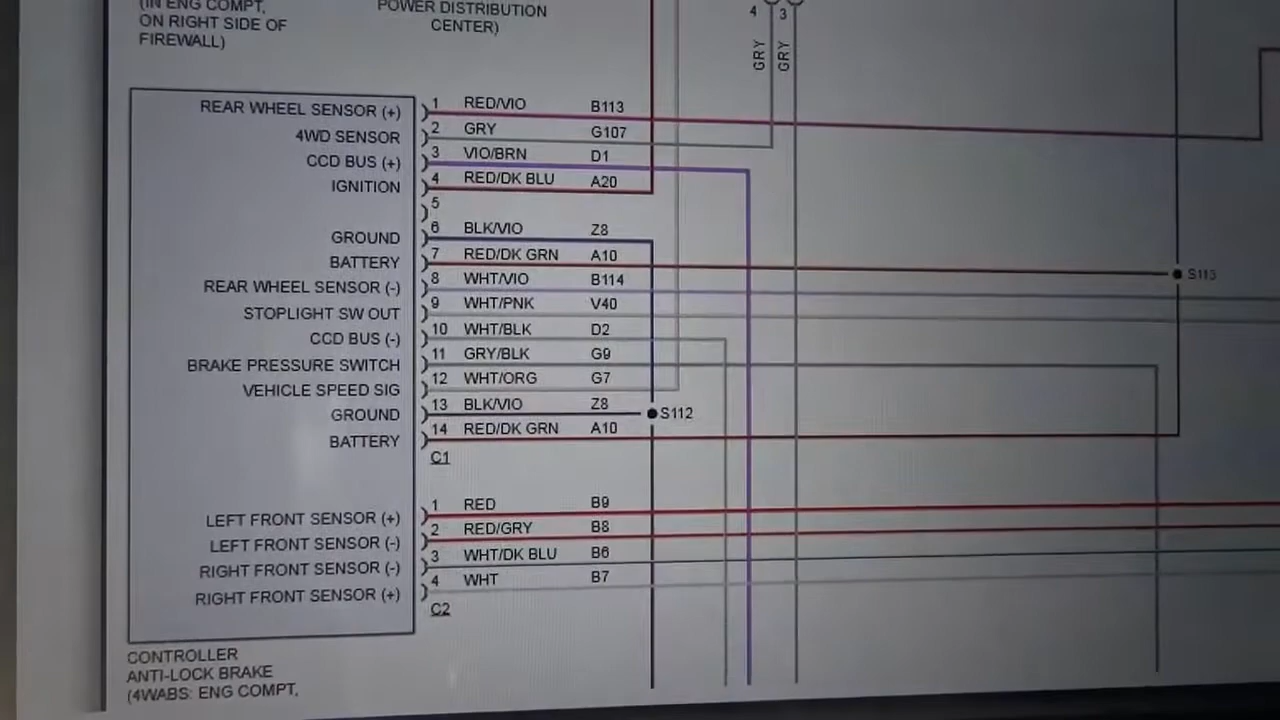 (IN ENG COMPT,
ON RIGHT SIDE OF
FIREWALL)
POWER DISTRIBUTION
CENTER)
4
3
GRY
GRY
REAR WHEEL SENSOR (+) 1 RED/VIO B113
4WD SENSOR 2 GRY G107
CCD BUS (+) 3 VIO/BRN D1
IGNITION 4 RED/DK BLU A20
5
GROUND 6 BLK/VIO Z8
BATTERY 7 RED/DK GRN A10
S113
REAR WHEEL SENSOR (-) 8 WHT/VIO B114
STOPLIGHT SW OUT 9 WHT/PNK V40
CCD BUS (-) 10 WHT/BLK D2
BRAKE PRESSURE SWITCH 11 GRY/BLK G9
VEHICLE SPEED SIG 12 WHT/ORG G7
GROUND 13 BLK/VIO Z8 S112
BATTERY 14 RED/DK GRN A10
C1
LEFT FRONT SENSOR (+) 1 RED B9
LEFT FRONT SENSOR (-) 2 RED/GRY B8
RIGHT FRONT SENSOR (-) 3 WHT/DK BLU B6
RIGHT FRONT SENSOR (+) 4 WHT B7
C2
CONTROLLER
ANTI-LOCK BRAKE
(4WABS: ENG COMPT,